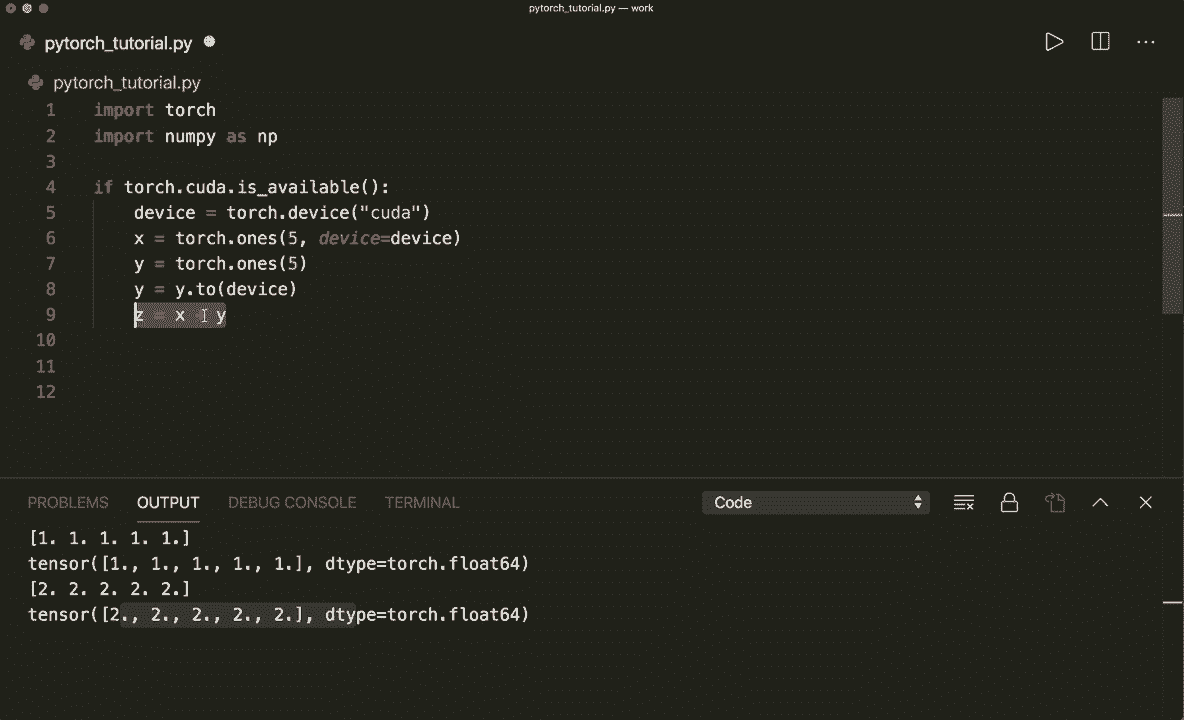 pytorch_tutorial.py — work
pytorch_tutorial.py
pytorch_tutorial.py
1 import torch
2 import numpy as np
3
4 if torch.cuda.is_available():
5 device = torch.device("cuda")
6 x = torch.ones(5, device=device)
7 y = torch.ones(5)
8 y = y.to(device)
9 z = x y
10
11
12
PROBLEMS OUTPUT DEBUG CONSOLE TERMINAL Code
[1. 1. 1. 1. 1.]
tensor([1., 1., 1., 1., 1.], dtype=torch.float64)
[2. 2. 2. 2. 2.]
tensor([2., 2., 2., 2., 2.], dtype=torch.float64)